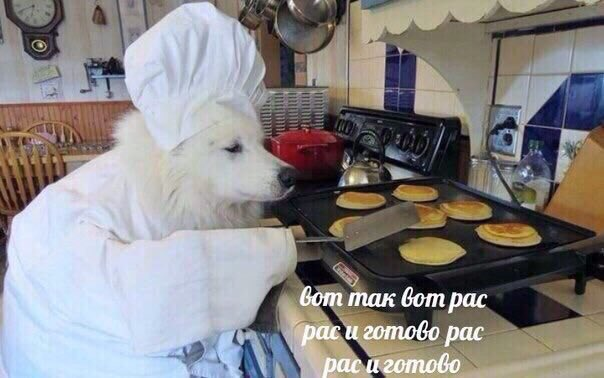 вот так вот рас
рас и готово рас
рас и готово